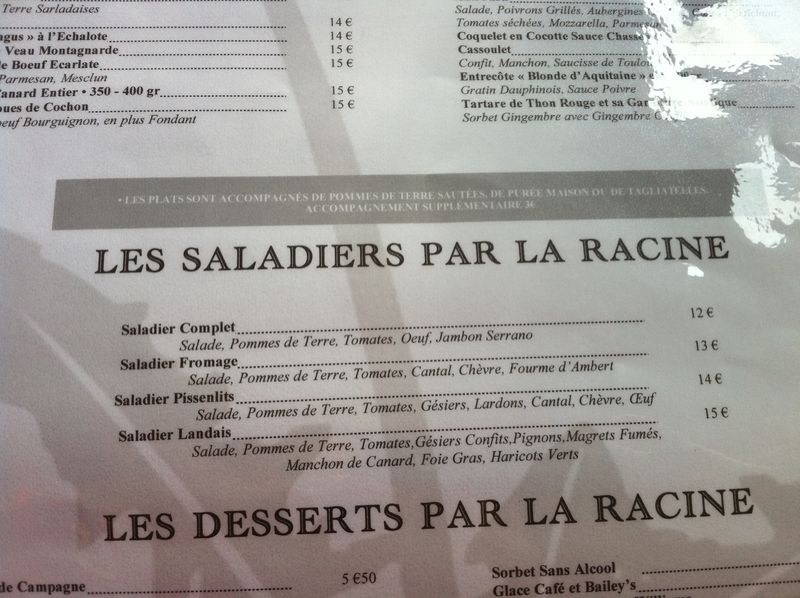 Terre Sarladaises
14 €
ngus » à l'Echalote 14 €
Veau Montagnarde 15 €
Boeuf Ecarlate 15 €
Parmesan, Mesclun
anard Entier • 350 - 400 gr 15 €
oues de Cochon 15 €
oeuf Bourguignon, en plus Fondant
Salade, Poivrons Grillés, Aubergines
Tomates séchées, Mozzarella, Parmesan
Coquelet en Cocotte Sauce Chasse
Cassoulet
Confit, Manchon, Saucisse de Toulou
Entrecôte « Blonde d'Aquitaine »
Gratin Dauphinois, Sauce Poivre
Tartare de Thon Rouge et sa
Sorbet Gingembre avec Gingembre
• LES PLATS SONT ACCOMPAGNÉS DE POMMES DE TERRE SAUTÉES, DE PURÉE MAISON OU DE TAGLIATELLES.
ACCOMPAGNEMENT SUPPLÉMENTAIRE 3€
LES SALADIERS PAR LA RACINE
Saladier Complet 12 €
Salade, Pommes de Terre, Tomates, Oeuf, Jambon Serrano
Saladier Fromage 13 €
Salade, Pommes de Terre, Tomates, Cantal, Chèvre, Fourme d'Ambert
Saladier Pissenlits 14 €
Salade, Pommes de Terre, Tomates, Gésiers, Lardons, Cantal, Chèvre, Œuf
Saladier Landais 15 €
Salade, Pommes de Terre, Tomates,Gésiers Confits,Pignons,Magrets Fumés,
Manchon de Canard, Foie Gras, Haricots Verts
LES DESSERTS PAR LA RACINE
de Campagne 5 €50
Sorbet Sans Alcool
Glace Café et Bailey's